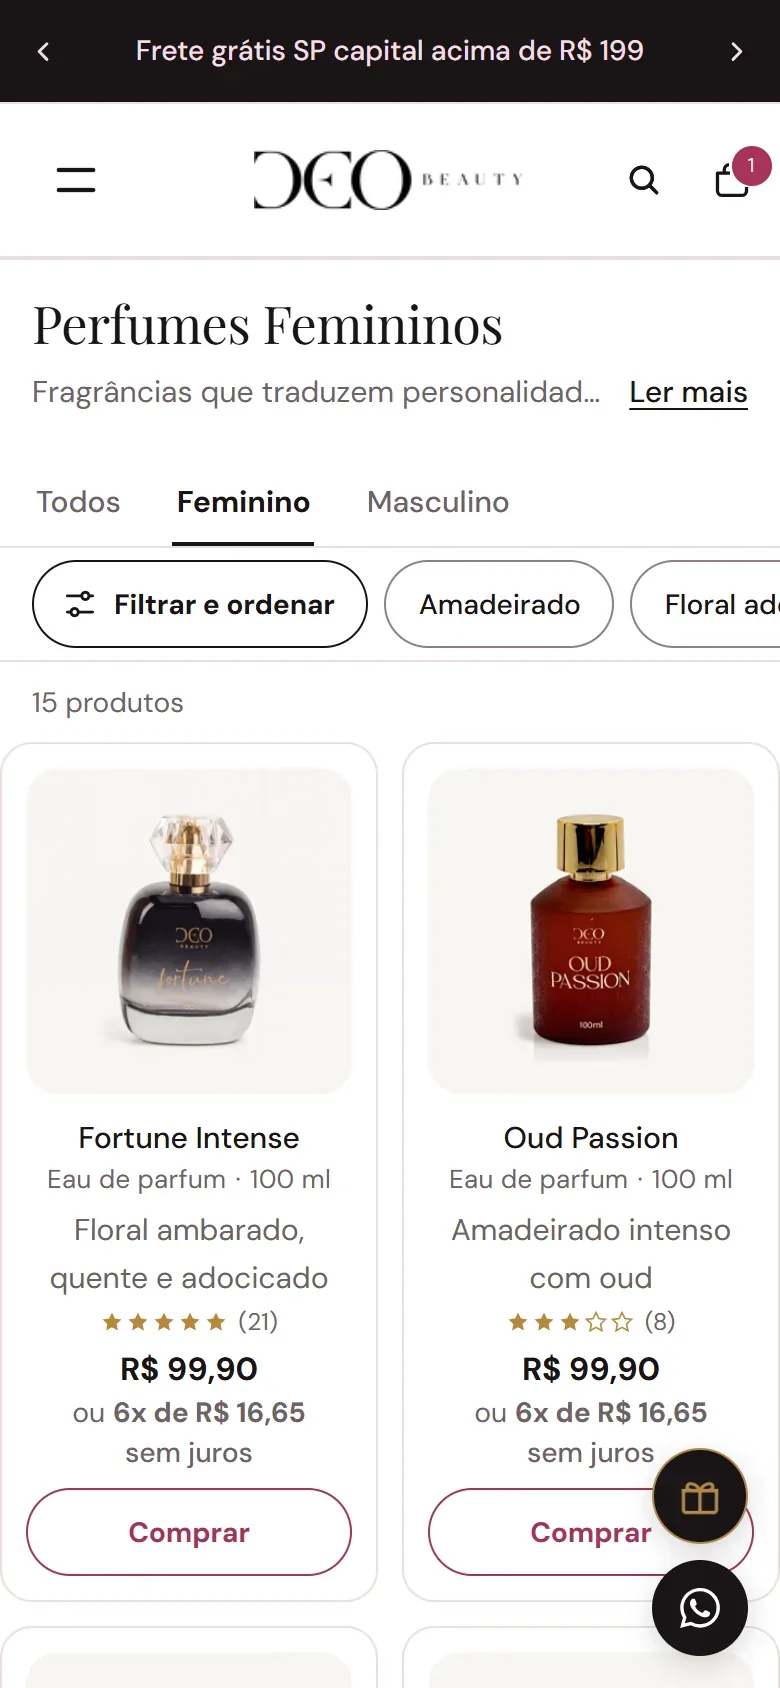 Frete grátis SP capital acima de R$ 199
DEO BEAUTY
1
Perfumes Femininos
Fragrâncias que traduzem personalidad... Ler mais
Todos Feminino Masculino
Filtrar e ordenar Amadeirado Floral ad
15 produtos
DEO
BEAUTY
fortune
DEO
BEAUTY
OUD
PASSION
100ml
Fortune Intense
Eau de parfum · 100 ml
Floral ambarado,
quente e adocicado
(21)
R$ 99,90
ou 6x de R$ 16,65
sem juros
Comprar
Oud Passion
Eau de parfum · 100 ml
Amadeirado intenso
com oud
(8)
R$ 99,90
ou 6x de R$ 16,65
sem juros
Comprar